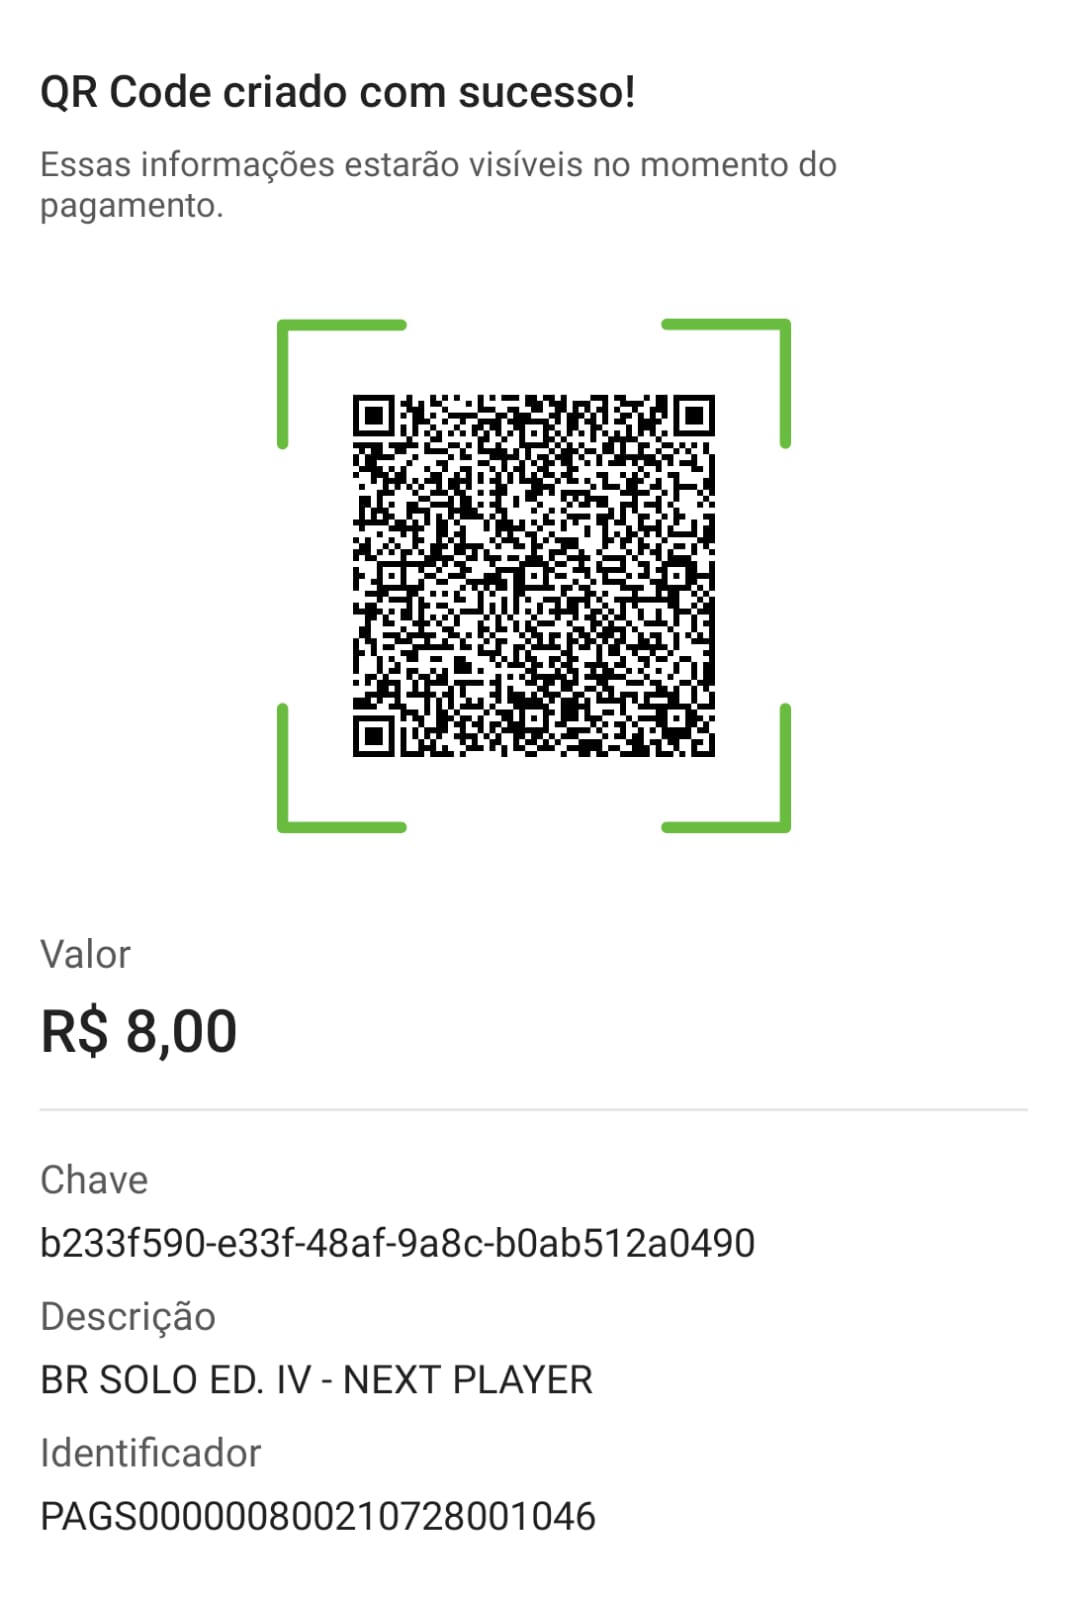 QR Code criado com sucesso!
Essas informações estarão visíveis no momento do
pagamento.
Valor
R$ 8,00
Chave
b233f590-e33f-48af-9a8c-b0ab512a0490
Descrição
BR SOLO ED. IV - NEXT PLAYER
Identificador
PAGS000000800210728001046